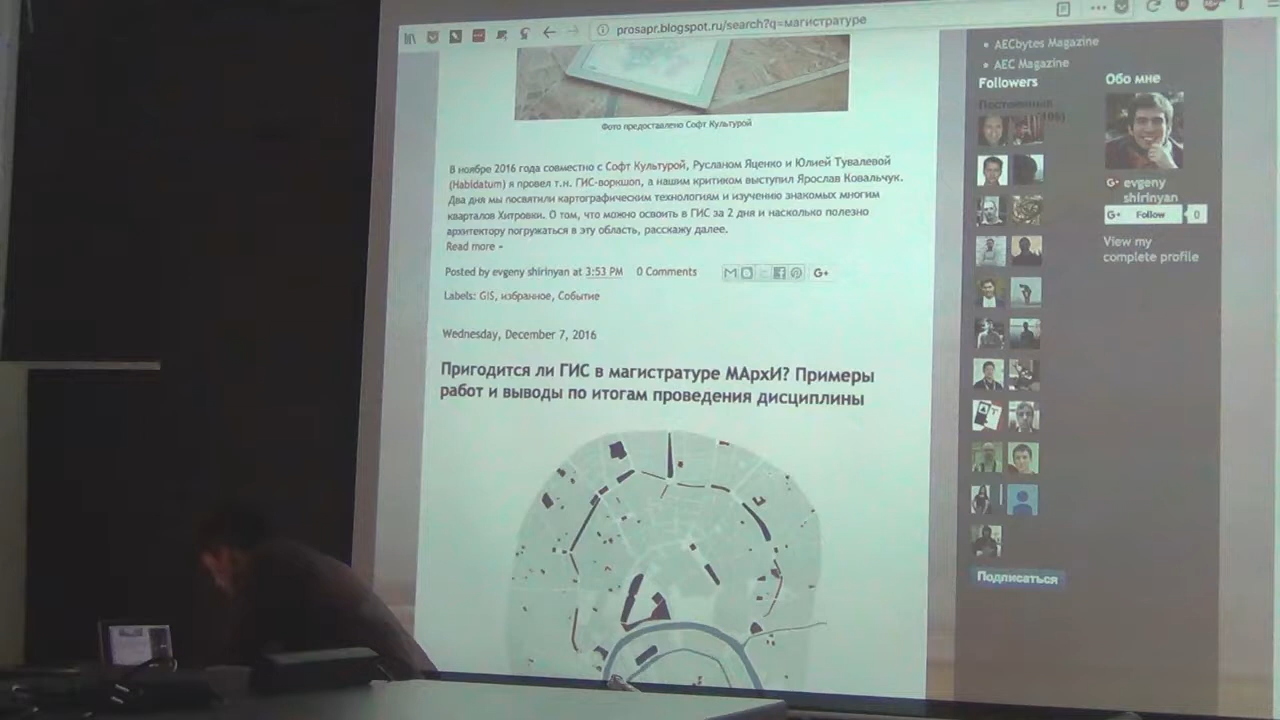 prosapr.blogspot.ru/search?q=магистратуре
Фото предоставлено Софт Культурой
В ноябре 2016 года совместно с Софт Культурой, Русланом Яценко и Юлией Тувалевой
(Habidatum) я провел т.н. ГИС-воркшоп, а нашим критиком выступил Ярослав Ковальчук.
Два дня мы посвятили картографическим технологиям и изучению знакомых многим
кварталов Хитровки. О том, что можно освоить в ГИС за 2 дня и насколько полезно
архитектору погружаться в эту область, расскажу далее.
Read more »
Posted by evgeny shirinyan at 3:53 PM 0 Comments
G+
Labels: GIS, избранное, Событие
Wednesday, December 7, 2016
Пригодится ли ГИС в магистратуре МАрхИ? Примеры
работ и выводы по итогам проведения дисциплины
AECbytes Magazine
AEC Magazine
Followers
Постоянные
(106)
Подписаться
Обо мне
G+ evgeny
shirinyan
G+ Follow 0
View my
complete profile